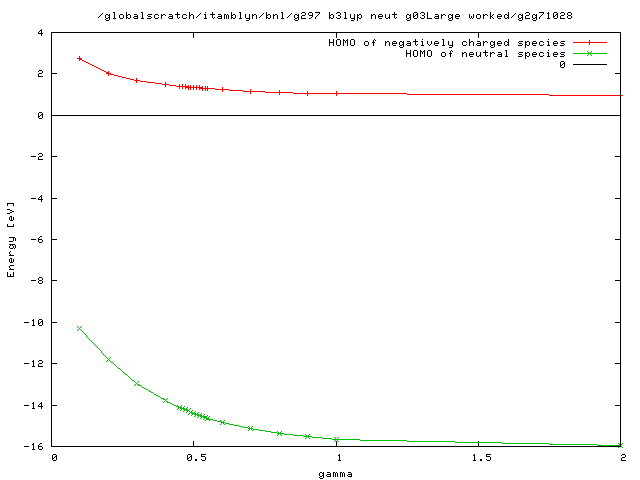 /globalscratch/itamblyn/bnl/g297 b3lyp neut g03Large worked/g2g71028
HOMO of negatively charged species
HOMO of neutral species
0
4
2
0
-2
-4
-6
-8
-10
-12
-14
-16
Energy [eV]
0 0.5 1 1.5 2
gamma